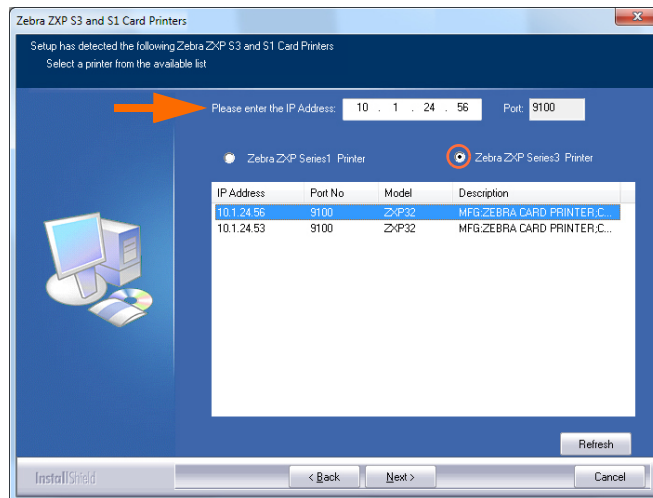 Zebra ZXP S3 and S1 Card Printers
Setup has detected the following Zebra ZXP S3 and S1 Card Printers
Select a printer from the available list
Please enter the IP Address: 10 . 1 . 24 . 56 Port: 9100
Zebra ZXP Series1 Printer Zebra ZXP Series3 Printer
IP Address Port No Model Description
10.1.24.56 9100 ZXP32 MFG:ZEBRA CARD PRINTER,C...
10.1.24.53 9100 ZXP32 MFG:ZEBRA CARD PRINTER,C...
Refresh
InstallShield < Back Next > Cancel